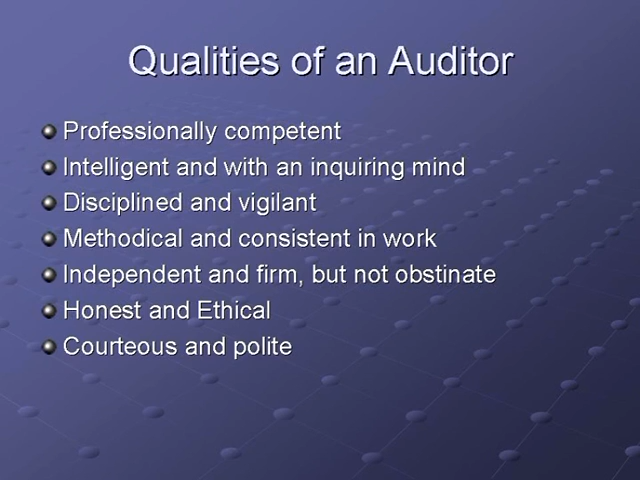 Qualities of an Auditor
Professionally competent
Intelligent and with an inquiring mind
Disciplined and vigilant
Methodical and consistent in work
Independent and firm, but not obstinate
Honest and Ethical
Courteous and polite